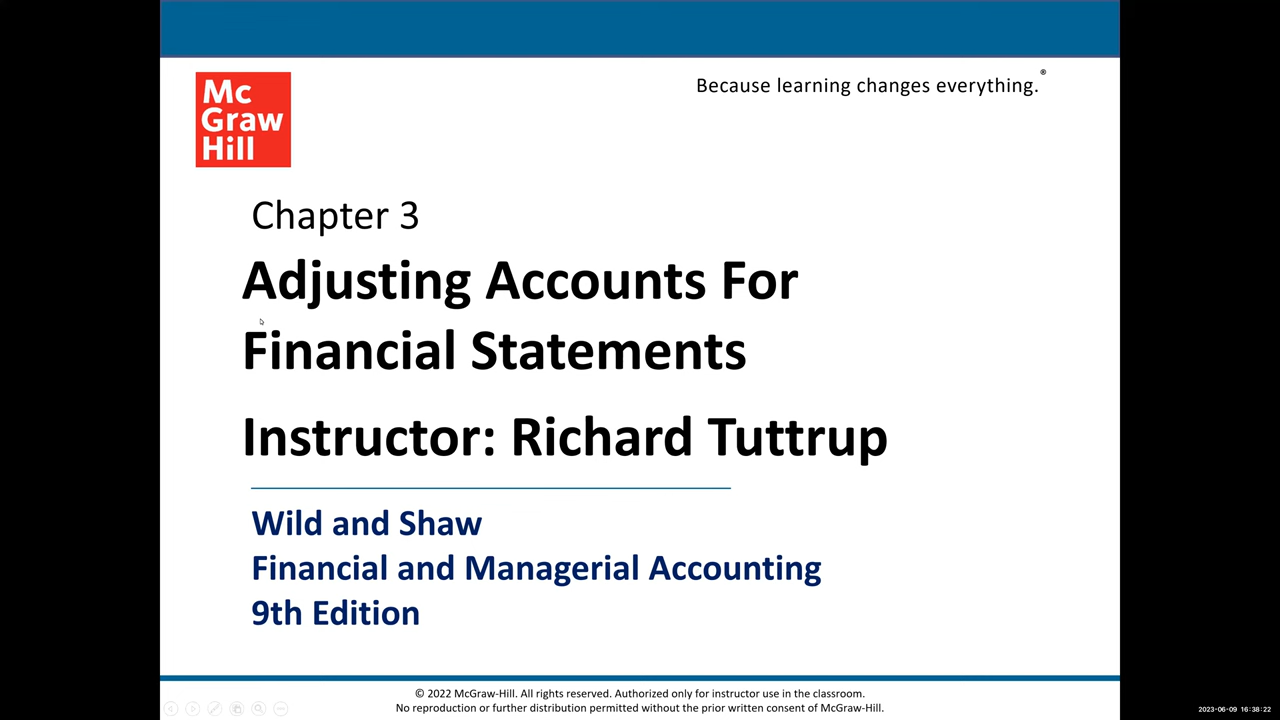 Because learning changes everything.®
Mc
Graw
Hill
Chapter 3
Adjusting Accounts For
Financial Statements
Instructor: Richard Tuttrup
Wild and Shaw
Financial and Managerial Accounting
9th Edition
© 2022 McGraw-Hill. All rights reserved. Authorized only for instructor use in the classroom.
No reproduction or further distribution permitted without the prior written consent of McGraw-Hill.
2023-06-09 16:38:22